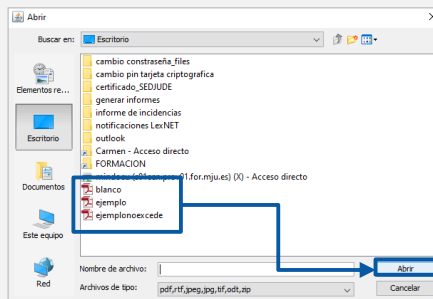 Abrir
Buscar en: Escritorio
cambio constraseña_files
cambio pin tarjeta criptografica
certificado_SEDJUDE
generar informes
informe de incidencias
notificaciones LexNET
outlook
Carmen - Acceso directo
FORMACION
(X) - Acceso directo
blanco
ejemplo
ejemplonoexcede
Elementos re...
Escritorio
Documentos
Este equipo
Red
Nombre de archivo:
Abrir
Archivos de tipo: pdf,rtf,jpeg,jpg,tif,odt,zip
Cancelar